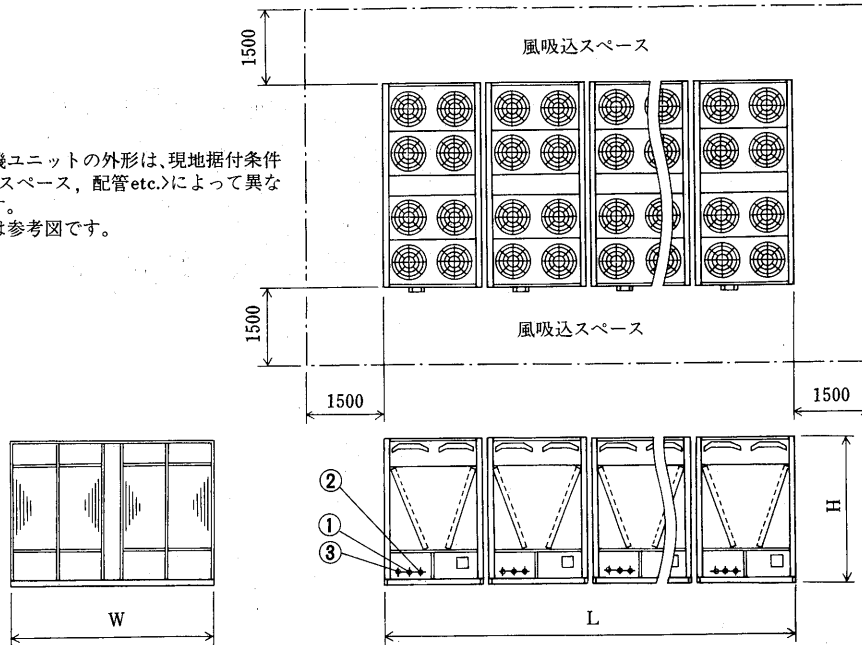 1500
風吸込スペース
機ユニットの外形は、現地据付条件
スペース，配管etc.〉によって異な
す。
は参考図です。
1500
風吸込スペース
1500
1500
②
①
③
H
W
L